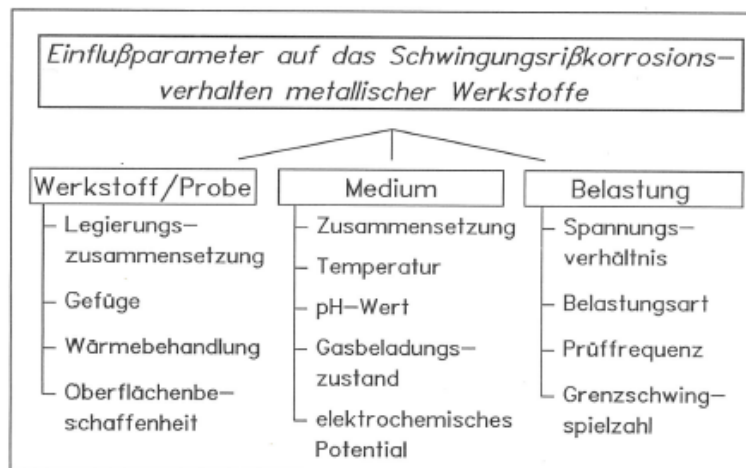 Einflußparameter auf das Schwingungsrißkorrosions-
verhalten metallischer Werkstoffe
Werkstoff/Probe
Legierungs-
zusammensetzung
Gefüge
Wärmebehandlung
Oberflächenbe-
schaffenheit
Medium
Zusammensetzung
Temperatur
pH-Wert
Gasbeladungs-
zustand
elektrochemisches
Potential
Belastung
Spannungs-
verhältnis
Belastungsart
Prüffrequenz
Grenzschwing-
spielzahl